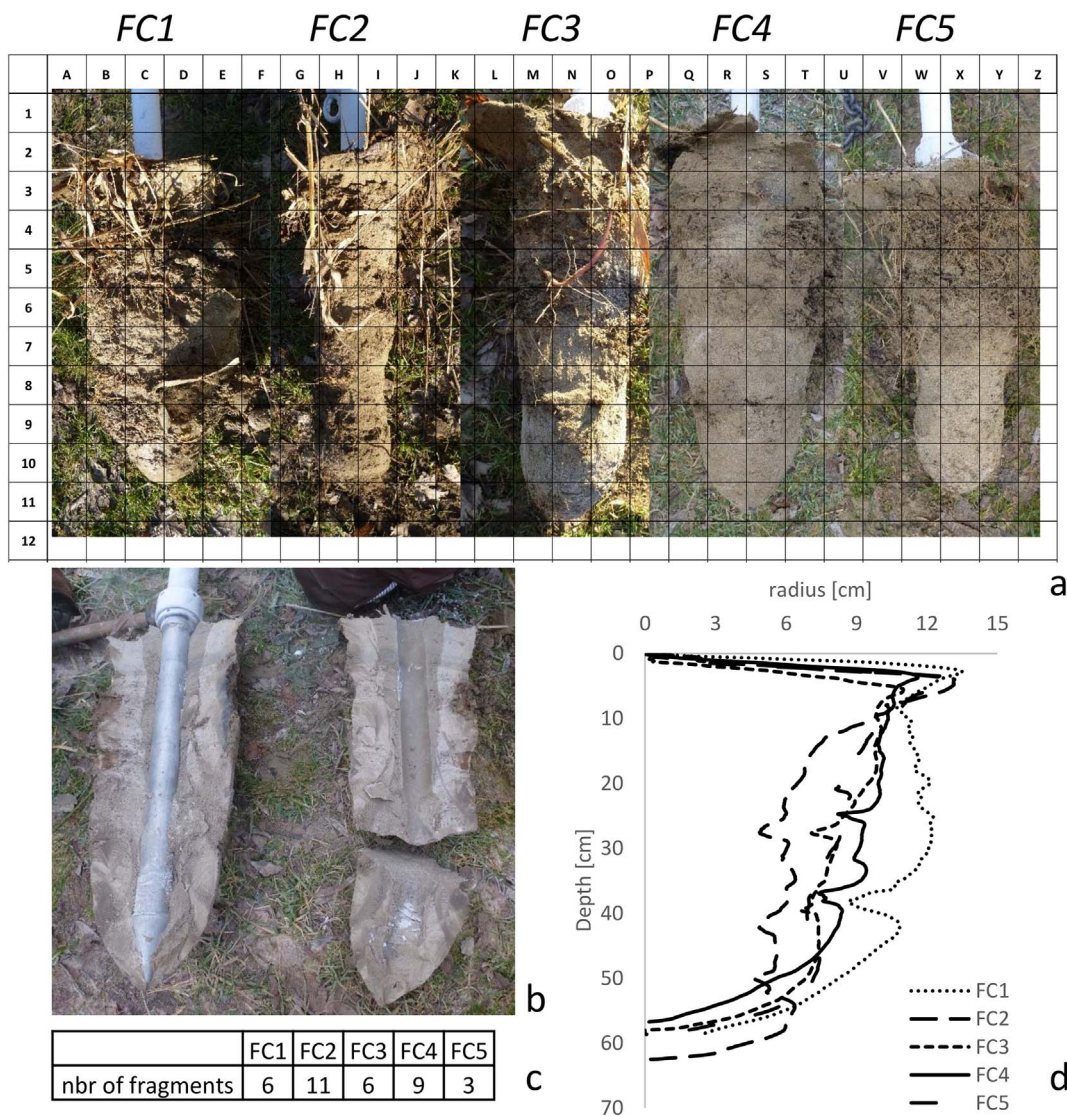 FC1 FC2 FC3 FC4 FC5
A B C D E F G H I J K L M N O P Q R S T U V W X Y Z
1
2
3
4
5
6
7
8
9
10
11
12
a
radius [cm]
0 3 6 9 12 15
0
10
20
30
40
50
60
70
Depth [cm]
FC1
FC2
FC3
FC4
FC5
b
FC1 FC2 FC3 FC4 FC5
nbr of fragments 6 11 6 9 3
c
d